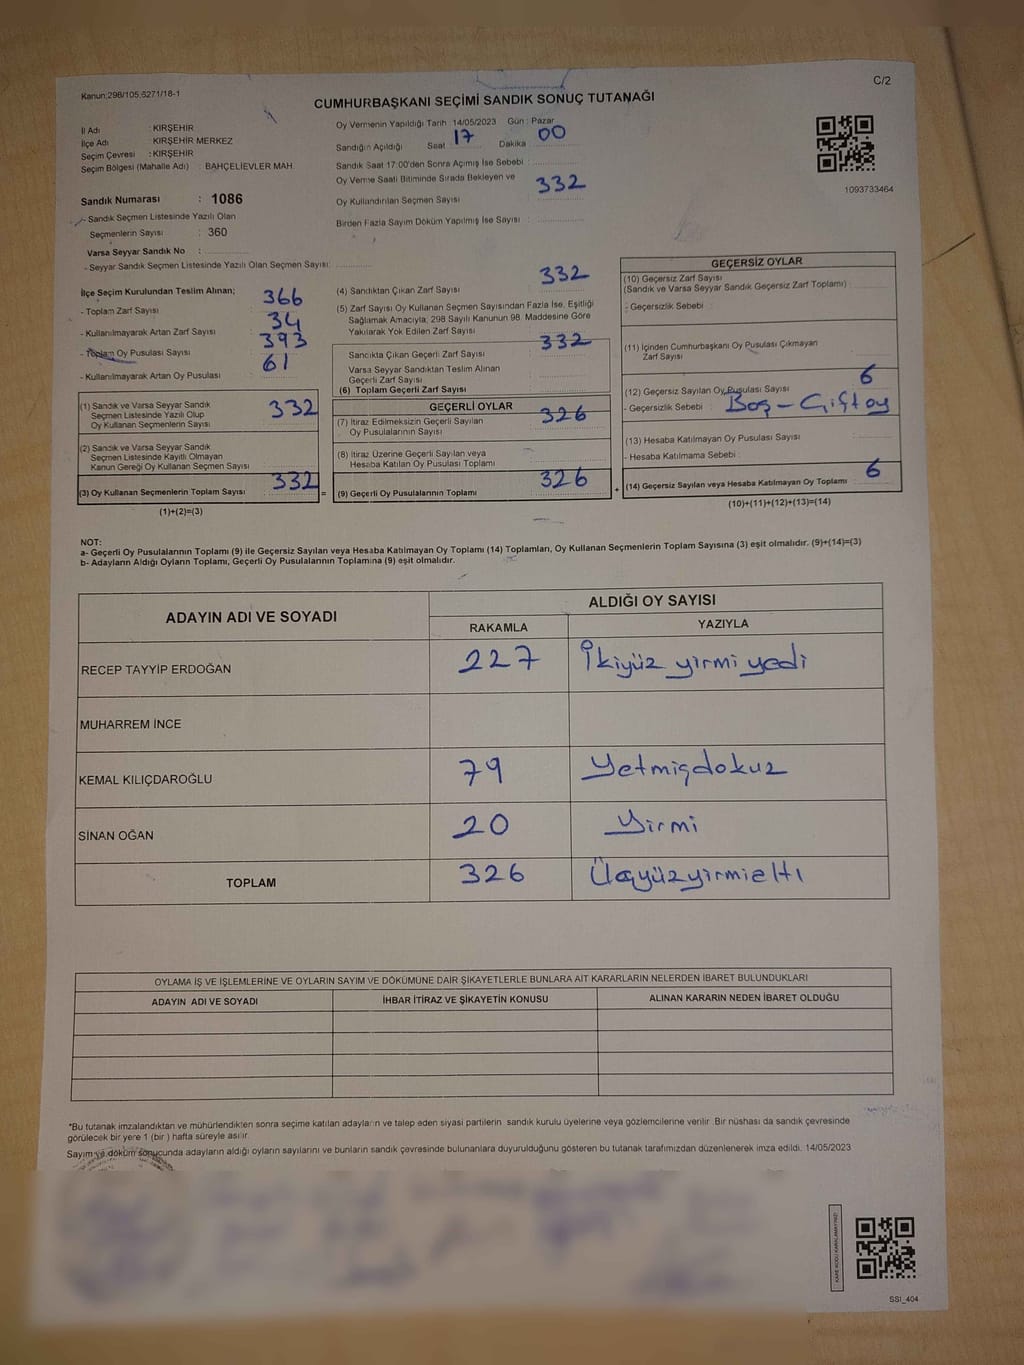 Kanun:298/105,6271/18-1
C/2
CUMHURBAŞKANI SEÇİMİ SANDIK SONUÇ TUTANAĞI
İl Adı : KIRŞEHİR
İlçe Adı : KIRŞEHİR MERKEZ
Seçim Çevresi : KIRŞEHİR
Seçim Bölgesi (Mahalle Adı) : BAHÇELİEVLER MAH.
Sandık Numarası : 1086
- Sandık Seçmen Listesinde Yazılı Olan
Seçmenlerin Sayısı : 360
Varsa Seyyar Sandık No :
- Seyyar Sandık Seçmen Listesinde Yazılı Olan Seçmen Sayısı:
Oy Vermenin Yapıldığı Tarih 14/05/2023 Gün : Pazar
Sandığın Açıldığı Saat 17 Dakika 00
Sandık Saat 17:00'den Sonra Açımış İse Sebebi :
Oy Verme Saati Bitiminde Sırada Bekleyen ve
Oy Kullandırılan Seçmen Sayısı 332
Birden Fazla Sayım Döküm Yapılmış İse Sayısı :
1093733464
İlçe Seçim Kurulundan Teslim Alınan;
- Toplam Zarf Sayısı 366
- Kullanılmayarak Artan Zarf Sayısı 34
- Toplam Oy Pusulası Sayısı 393
- Kullanılmayarak Artan Oy Pusulası 61
(1) Sandık ve Varsa Seyyar Sandık
Seçmen Listesinde Yazılı Olup
Oy Kullanan Seçmenlerin Sayısı 332
(2) Sandık ve Varsa Seyyar Sandık
Seçmen Listesinde Kayıtlı Olmayan
Kanun Gereği Oy Kullanan Seçmen Sayısı
(3) Oy Kullanan Seçmenlerin Toplam Sayısı 332 =
(1)+(2)=(3)
(4) Sandıktan Çıkan Zarf Sayısı 332
(5) Zarf Sayısı Oy Kullanan Seçmen Sayısından Fazla İse, Eşitliği
Sağlamak Amacıyla; 298 Sayılı Kanunun 98. Maddesine Göre
Yakılarak Yok Edilen Zarf Sayısı
Sandıkta Çıkan Geçerli Zarf Sayısı 332
Varsa Seyyar Sandıktan Teslim Alınan
Geçerli Zarf Sayısı
(6) Toplam Geçerli Zarf Sayısı
GEÇERLİ OYLAR
(7) İtiraz Edilmeksizin Geçerli Sayılan
Oy Pusulalarının Sayısı 326
(8) İtiraz Üzerine Geçerli Sayılan veya
Hesaba Katılan Oy Pusulası Toplamı
(9) Geçerli Oy Pusulalarının Toplamı 326 +
GEÇERSİZ OYLAR
(10) Geçersiz Zarf Sayısı
(Sandık ve Varsa Seyyar Sandık Geçersiz Zarf Toplamı) :
- Geçersizlik Sebebi :
(11) İçinden Cumhurbaşkanı Oy Pusulası Çıkmayan
Zarf Sayısı
(12) Geçersiz Sayılan Oy Pusulası Sayısı 6
- Geçersizlik Sebebi : Boş - Çiftoy
(13) Hesaba Katılmayan Oy Pusulası Sayısı
- Hesaba Katılmama Sebebi :
(14) Geçersiz Sayılan veya Hesaba Katılmayan Oy Toplamı 6
(10)+(11)+(12)+(13)=(14)
NOT:
a- Geçerli Oy Pusulalarının Toplamı (9) ile Geçersiz Sayılan veya Hesaba Katılmayan Oy Toplamı (14) Toplamları, Oy Kullanan Seçmenlerin Toplam Sayısına (3) eşit olmalıdır. (9)+(14)=(3)
b- Adayların Aldığı Oyların Toplamı, Geçerli Oy Pusulalarının Toplamına (9) eşit olmalıdır.
ADAYIN ADI VE SOYADI ALDIĞI OY SAYISI
RAKAMLA YAZIYLA
RECEP TAYYİP ERDOĞAN 227 İkiyüz yirmi yedi
MUHARREM İNCE
KEMAL KILIÇDAROĞLU 79 Yetmişdokuz
SİNAN OĞAN 20 Yirmi
TOPLAM 326 Üçyüzyirmialtı
OYLAMA İŞ VE İŞLEMLERİNE VE OYLARIN SAYIM VE DÖKÜMÜNE DAİR ŞİKAYETLERLE BUNLARA AİT KARARLARIN NELERDEN İBARET BULUNDUKLARI
ADAYIN ADI VE SOYADI İHBAR İTİRAZ VE ŞİKAYETİN KONUSU ALINAN KARARIN NEDEN İBARET OLDUĞU
*Bu tutanak imzalandıktan ve mühürlendikten sonra seçime katılan adayların ve talep eden siyasi partilerin sandık kurulu üyelerine veya gözlemcilerine verilir. Bir nüshası da sandık çevresinde
görülecek bir yere 1 (bir ) hafta süreyle asılır.
Sayım ve döküm sonucunda adayların aldığı oyların sayılarını ve bunların sandık çevresinde bulunanlara duyurulduğunu gösteren bu tutanak tarafımızdan düzenlenerek imza edildi. 14/05/2023
KARE KODU KARALAMAYINIZ!
SSI_404